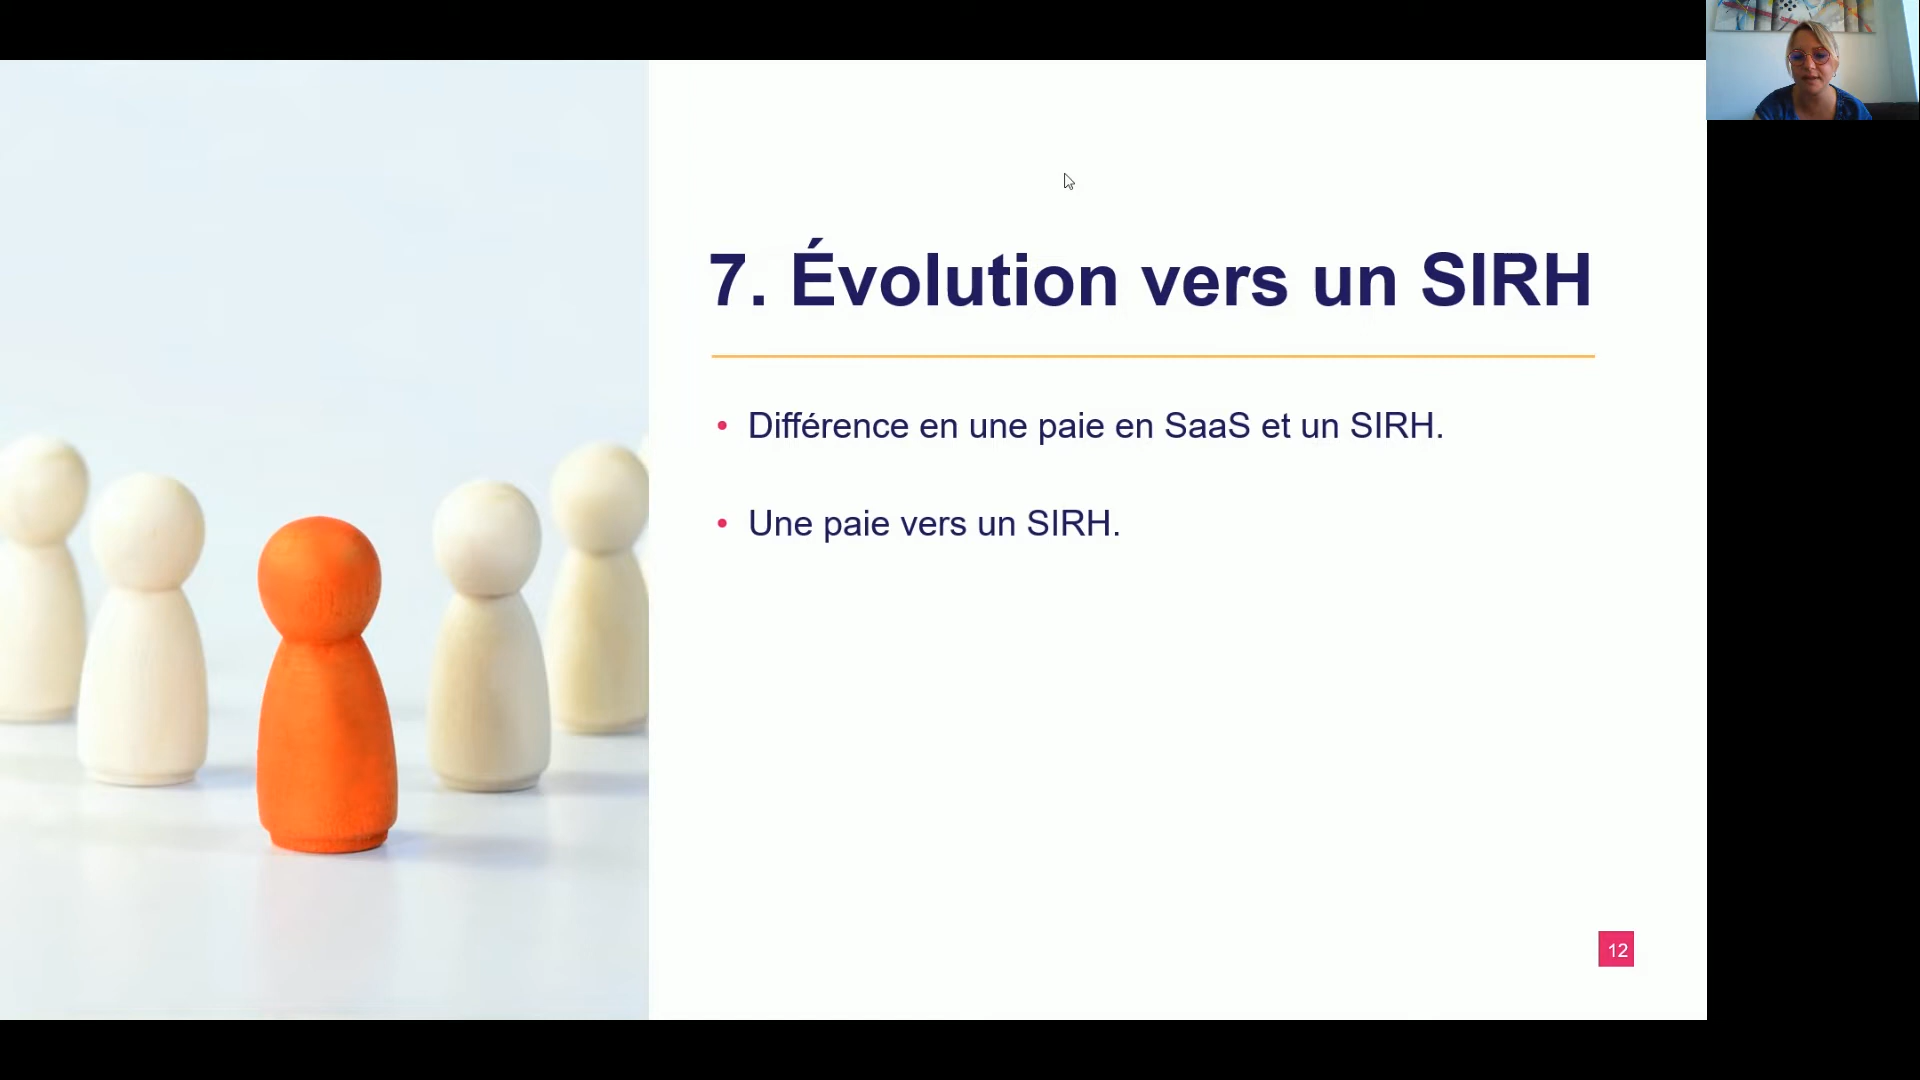 7. Évolution vers un SIRH
• Différence en une paie en SaaS et un SIRH.
• Une paie vers un SIRH.
12